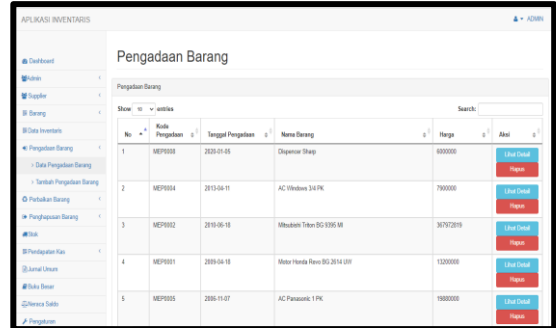 APLIKASI INVENTARIS
ADMIN
Dashboard
Admin
Supplier
Barang
Data Inventaris
Pengadaan Barang
Data Pengadaan Barang
Tambah Pengadaan Barang
Perbaikan Barang
Penghapusan Barang
Stok
Pendapatan Kas
Jurnal Umum
Buku Besar
Neraca Saldo
Pengaturan
Pengadaan Barang
Pengadaan Barang
Show 10 entries
Search:
No Kode Pengadaan Tanggal Pengadaan Nama Barang Harga Aksi
1 MEP0008 2020-01-05 Dispencer Sharp 6000000 Lihat Detail
Hapus
2 MEP0004 2013-04-11 AC Windows 3/4 PK 7900000 Lihat Detail
Hapus
3 MEP0002 2010-06-10 Mitsubishi Triton BG 9395 MI 367972019 Lihat Detail
Hapus
4 MEP0001 2009-04-18 Motor Honda Revo BG 2614 13200000 Lihat Detail
Hapus
5 MEP0005 2006-11-07 AC Panasonic 1 PK 19880000 Lihat Detail
Hapus